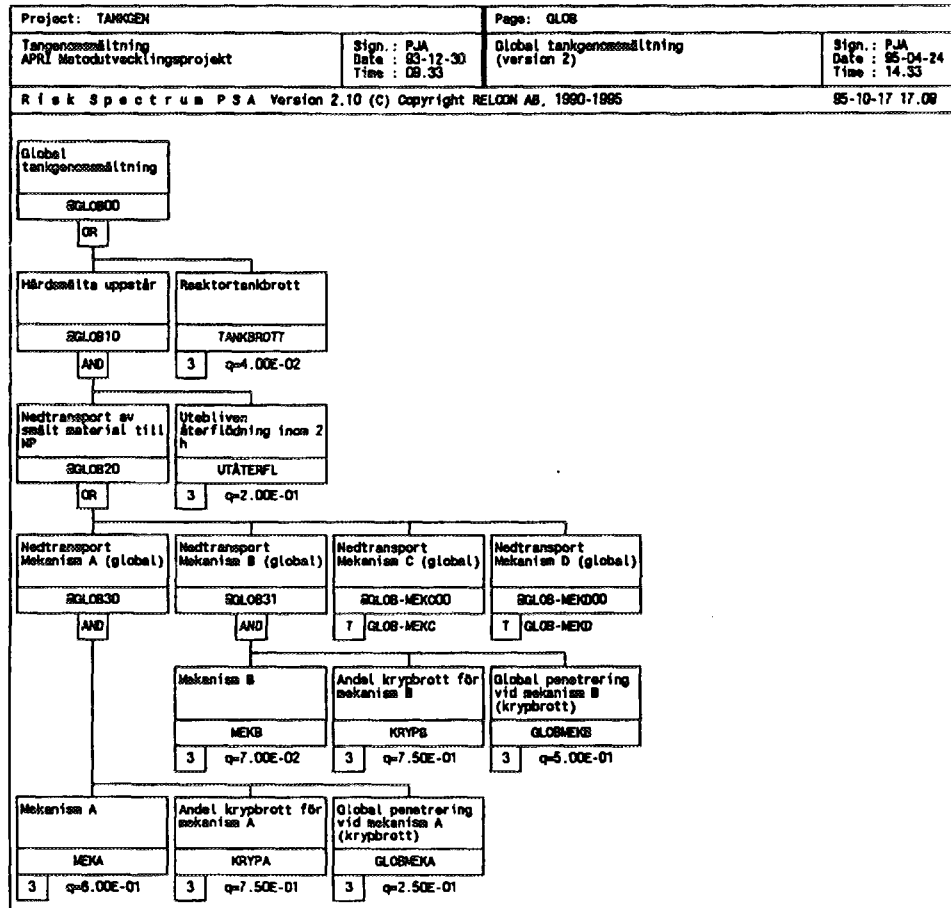 Project: TANKGEN
Page: GLOB
Tangenomsmältning
APRI Metodutvecklingsprojekt
Sign.: PJA
Date : 93-12-30
Time : 09.33
Global tankgenomsmältning
(version 2)
Sign.: PJA
Date : 95-04-24
Time : 14.33
Risk Spectrum PSA Version 2.10 (C) Copyright RELCON AB, 1990-1995
95-10-17 17.09
Global
tankgenomsmältning
@GLOB00
OR
Härdsmälta uppstår
@GLOB10
AND
Reaktortankbrott
TANKBROTT
3 q=4.00E-02
Nedtransport av
smält material till
NP
@GLOB20
OR
Utebliven
återflödning inom 2
h
UTÅTERFL
3 q=2.00E-01
Nedtransport
Mekanism A (global)
@GLOB30
AND
Nedtransport
Mekanism B (global)
@GLOB31
AND
Nedtransport
Mekanism C (global)
@GLOB-MEKC00
T GLOB-MEKC
Nedtransport
Mekanism D (global)
@GLOB-MEKD00
T GLOB-MEKD
Mekanism B
MEKB
3 q=7.00E-02
Andel krypbrott för
mekanism B
KRYPB
3 q=7.50E-01
Global penetrering
vid mekanism B
(krypbrott)
GLOBMEKB
3 q=5.00E-01
Mekanism A
MEKA
3 q=6.00E-01
Andel krypbrott för
mekanism A
KRYPA
3 q=7.50E-01
Global penetrering
vid mekanism A
(krypbrott)
GLOBMEKA
3 q=2.50E-01